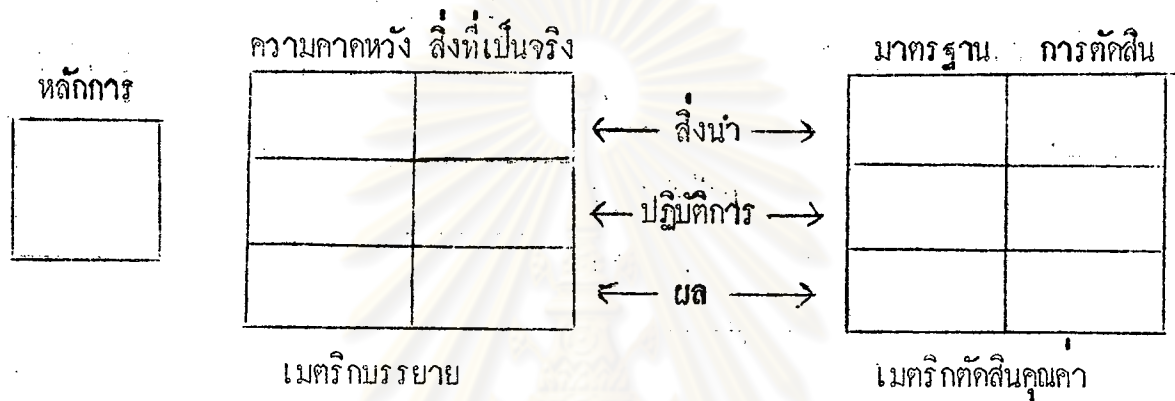 ความคาดหวัง สิ่งที่เป็นจริง
มาตรฐาน การตัดสิน
หลักการ
สิ่งนำ
ปฏิบัติการ
ผล
เมตริกบรรยาย
เมตริกตัดสินคุณค่า